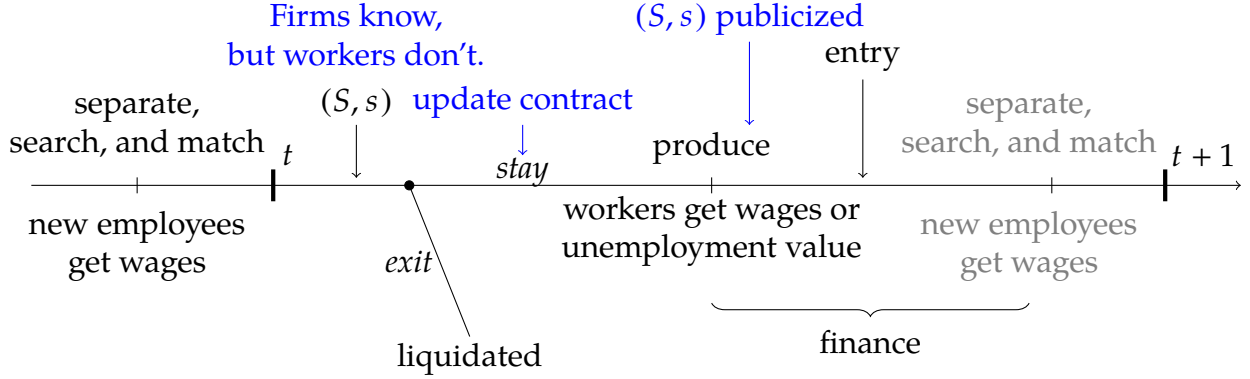 Firms know,
but workers don't.
(S, s) publicized
entry
separate,
search, and match
(S, s)
update contract
separate,
search, and match
t
stay
produce
t + 1
new employees
get wages
exit
workers get wages or
unemployment value
new employees
get wages
liquidated
finance